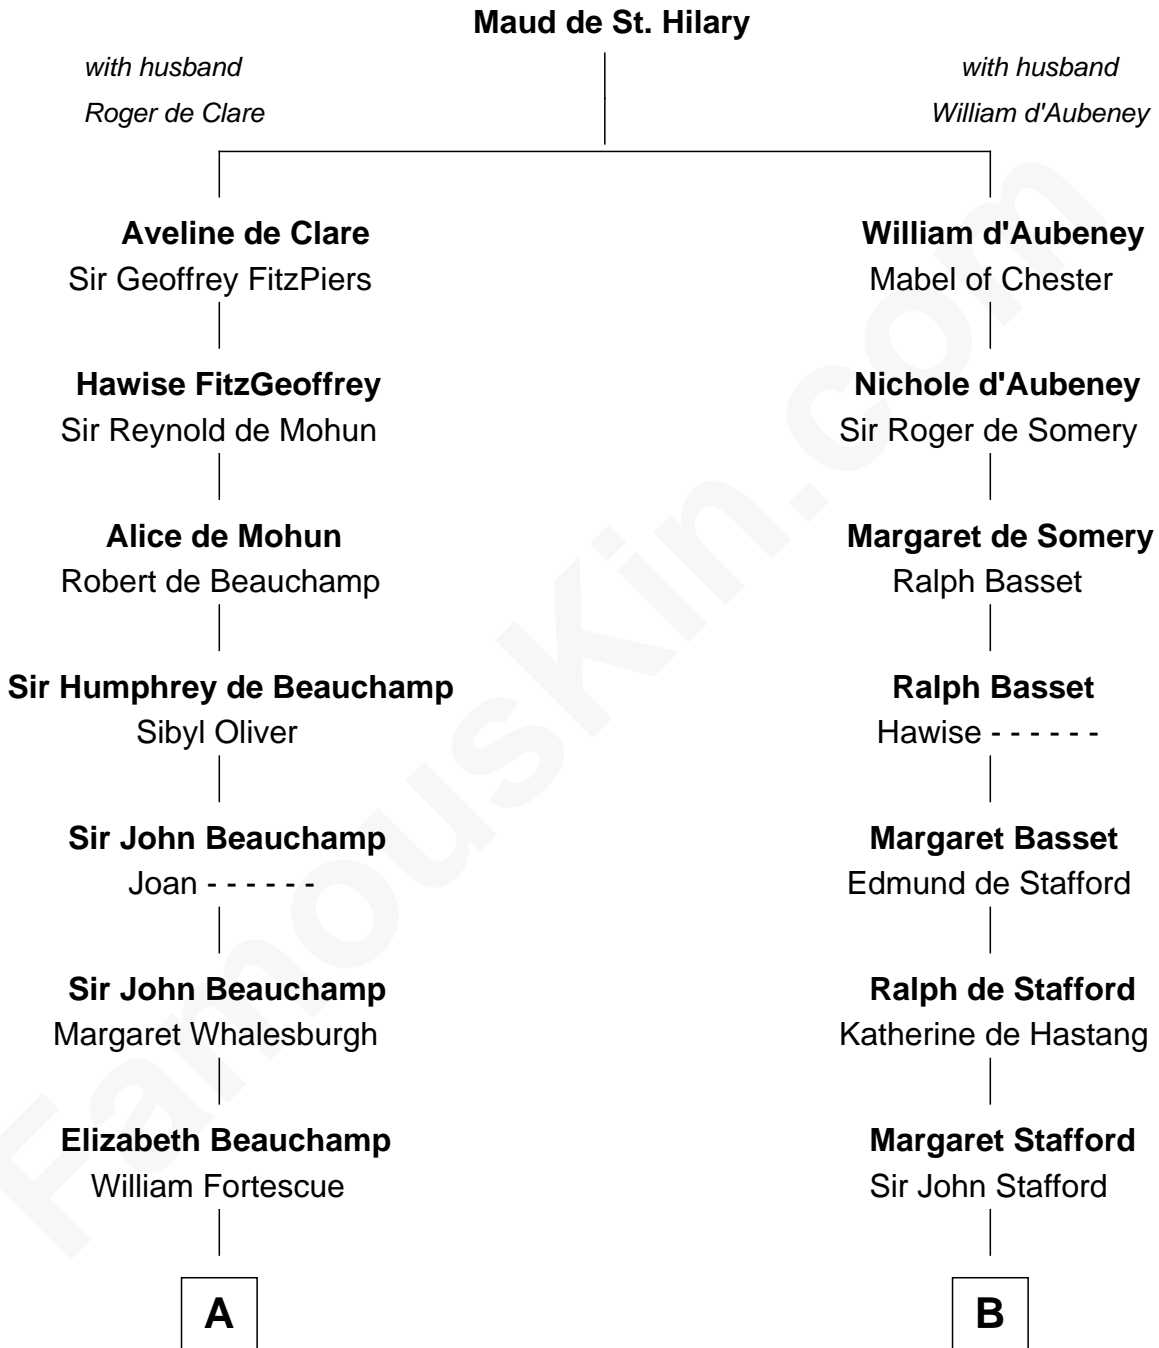 Maud de St. Hilary
with husband
Roger de Clare
with husband
William d'Aubeney
Aveline de Clare
Sir Geoffrey FitzPiers
William d'Aubeney
Mabel of Chester
Hawise FitzGeoffrey
Sir Reynold de Mohun
Nichole d'Aubeney
Sir Roger de Somery
Alice de Mohun
Robert de Beauchamp
Margaret de Somery
Ralph Basset
Sir Humphrey de Beauchamp
Sibyl Oliver
Ralph Basset
Hawise - - - - - -
Sir John Beauchamp
Joan - - - - - -
Margaret Basset
Edmund de Stafford
Sir John Beauchamp
Margaret Whalesburgh
Ralph de Stafford
Katherine de Hastang
Elizabeth Beauchamp
William Fortescue
Margaret Stafford
Sir John Stafford
A
B
FamousKin.com